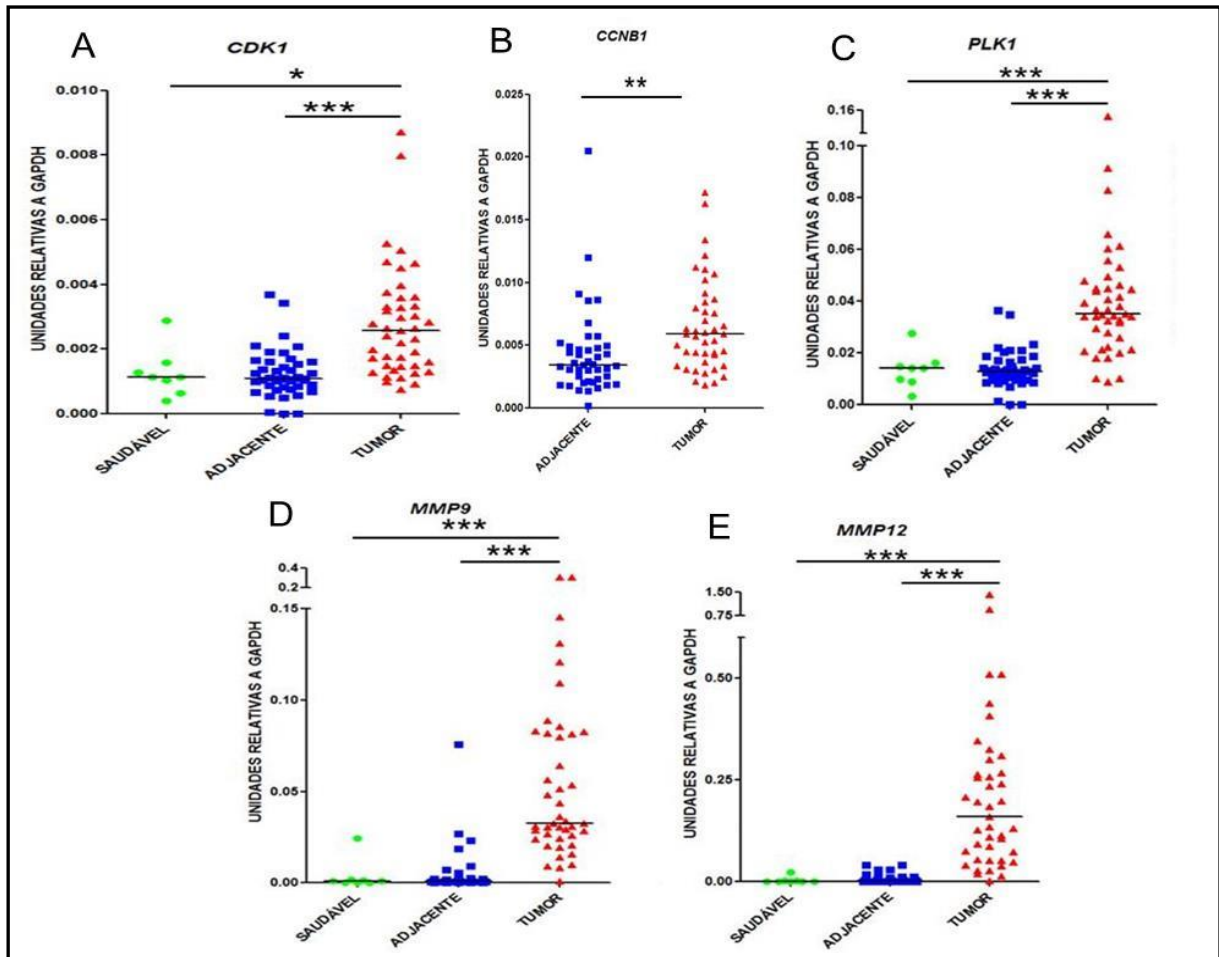 A
CDK1
*
***
UNIDADES RELATIVAS A GAPDH
0.010
0.008
0.006
0.004
0.002
0.000
SAUDÁVEL
ADJACENTE
TUMOR
B
CCNB1
**
UNIDADES RELATIVAS A GAPDH
0.025
0.020
0.015
0.010
0.005
0.000
ADJACENTE
TUMOR
C
PLK1
***
***
UNIDADES RELATIVAS A GAPDH
0.16
0.10
0.08
0.06
0.04
0.02
0.00
SAUDÁVEL
ADJACENTE
TUMOR
D
MMP9
***
***
UNIDADES RELATIVAS A GAPDH
0.4
0.2
0.15
0.10
0.05
0.00
SAUDÁVEL
ADJACENTE
TUMOR
E
MMP12
***
***
UNIDADES RELATIVAS A GAPDH
1.50
0.75
0.50
0.25
0.00
SAUDÁVEL
ADJACENTE
TUMOR